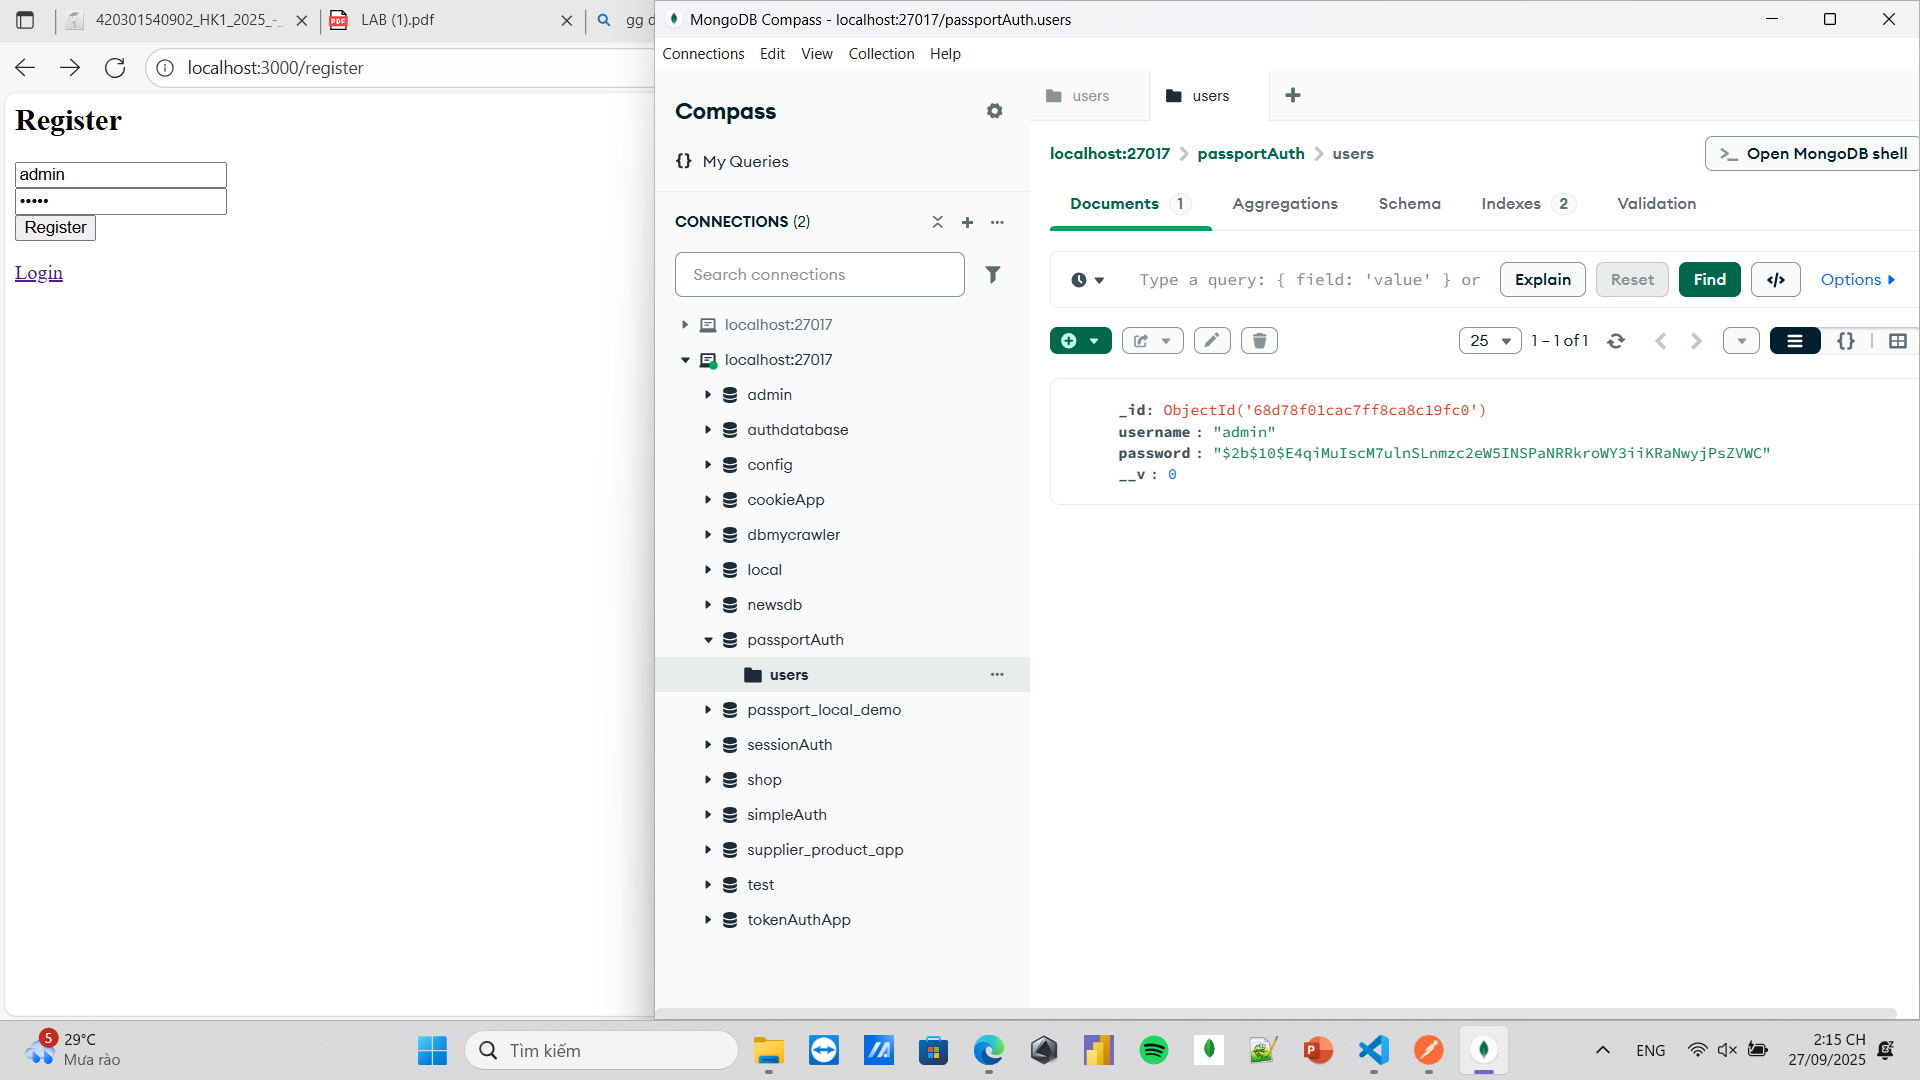 420301540902_HK1_2025_-_
LAB (1).pdf
gg d
localhost:3000/register
Register
admin
•••••
Register
Login
MongoDB Compass - localhost:27017/passportAuth.users
Connections Edit View Collection Help
Compass
My Queries
CONNECTIONS (2)
Search connections
localhost:27017
localhost:27017
admin
authdatabase
config
cookieApp
dbmycrawler
local
newsdb
passportAuth
users
passport_local_demo
sessionAuth
shop
simpleAuth
supplier_product_app
test
tokenAuthApp
users
users
localhost:27017 > passportAuth > users
>_ Open MongoDB shell
Documents 1 Aggregations Schema Indexes 2 Validation
Type a query: { field: 'value' } or
Explain Reset Find </> Options
25 1 – 1 of 1
{}
_id: ObjectId('68d78f01cac7ff8ca8c19fc0')
username : "admin"
password : "$2b$10$E4qiMuIscM7ulnSLnmzc2eW5INSPaNRRkroWY3iiKRaNwyjPsZVWC"
__v : 0
5
29°C
Mưa rào
Tìm kiếm
ENG
2:15 CH
27/09/2025